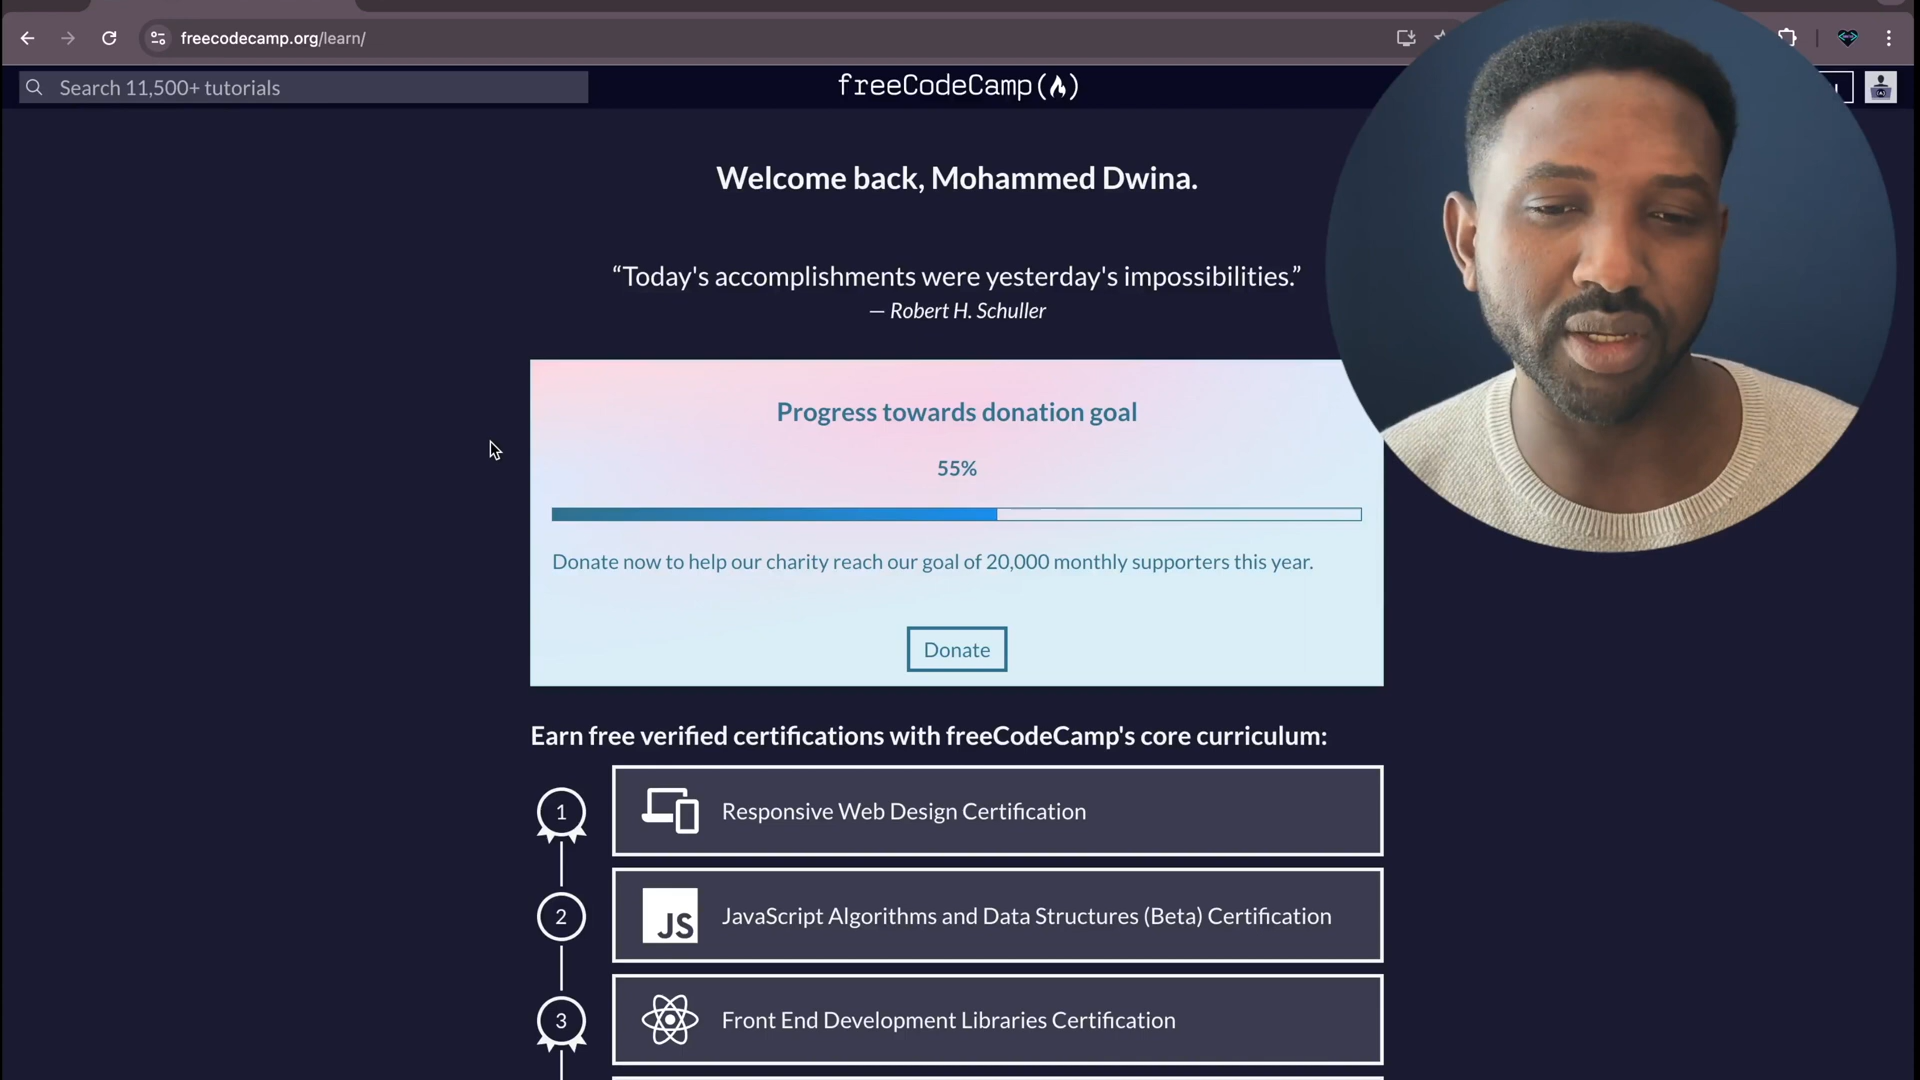 freecodecamp.org/learn/
Search 11,500+ tutorials
freeCodeCamp
Welcome back, Mohammed Dwina.
“Today's accomplishments were yesterday's impossibilities.”
— Robert H. Schuller
Progress towards donation goal
55%
Donate now to help our charity reach our goal of 20,000 monthly supporters this year.
Donate
Earn free verified certifications with freeCodeCamp's core curriculum:
1
Responsive Web Design Certification
2
JS
JavaScript Algorithms and Data Structures (Beta) Certification
3
Front End Development Libraries Certification